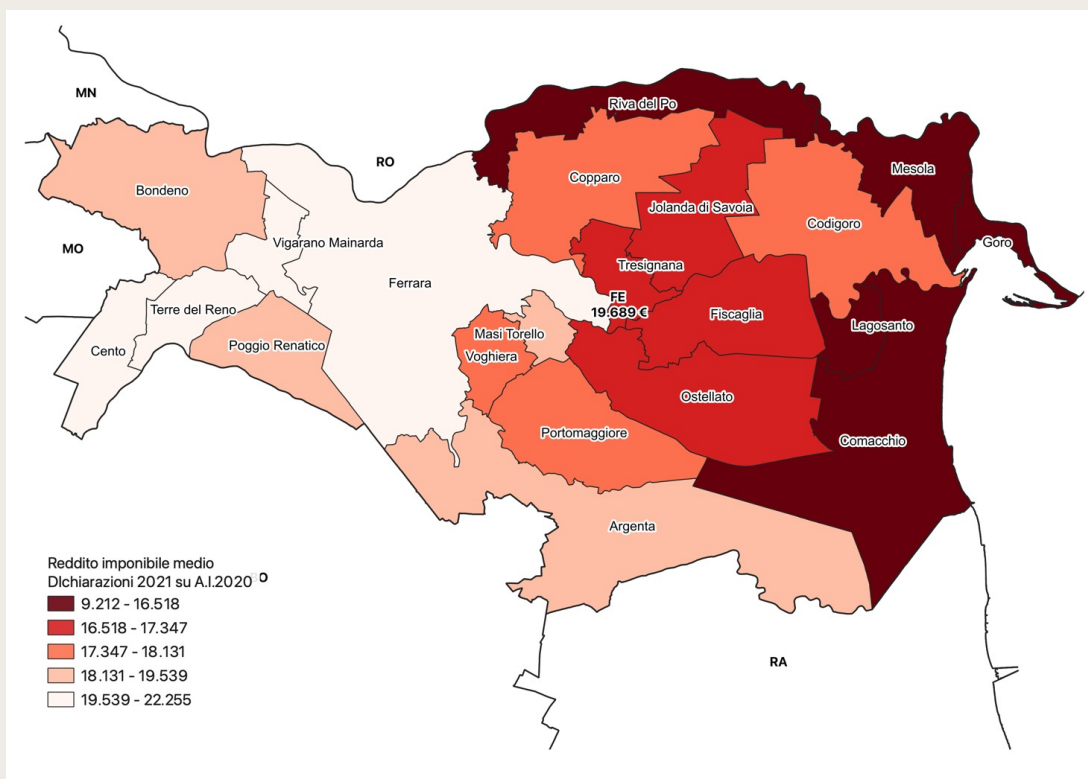 MN
Riva del Po
RO
Mesola
Copparo
Bondeno
Jolanda di Savoia
Codigoro
MO
Vigarano Mainarda
Goro
Tresignana
Ferrara
FE
19.689 €
Terre del Reno
Fiscaglia
Lagosanto
Masi Torello
Cento
Poggio Renatico
Voghiera
Ostellato
Portomaggiore
Comacchio
Argenta
Reddito imponibile medio
DIchiarazioni 2021 su A.I.2020
9.212 - 16.518
16.518 - 17.347
17.347 - 18.131
18.131 - 19.539
19.539 - 22.255
RA